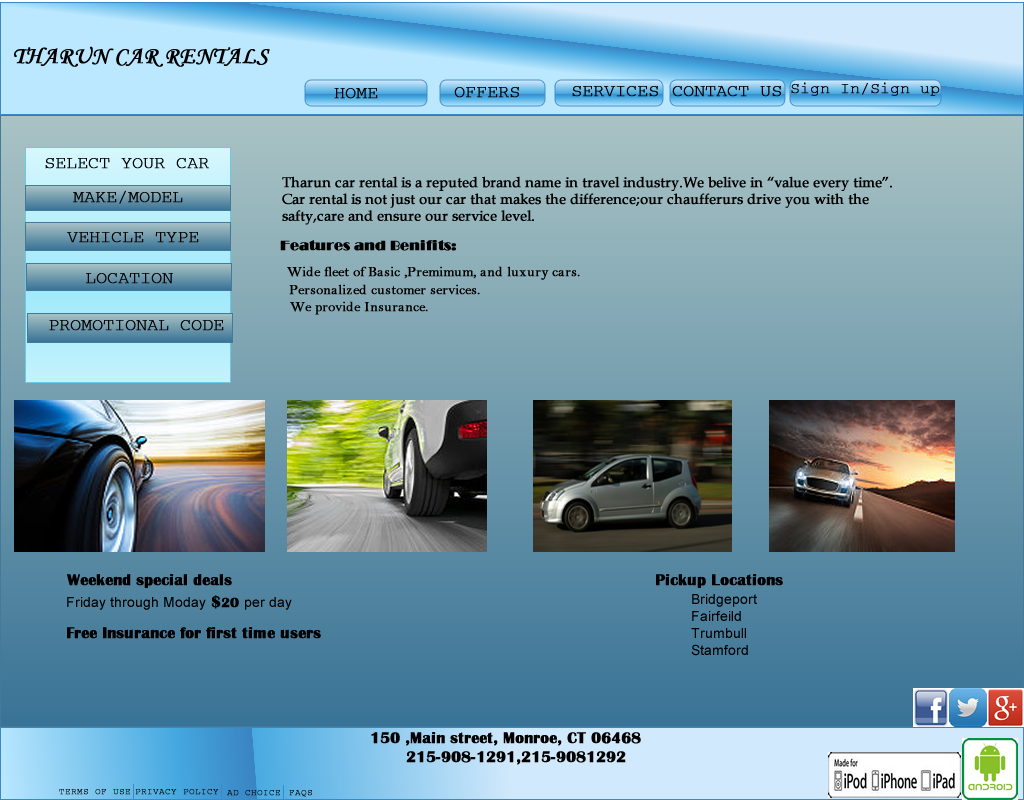 THARUN CAR RENTALS
HOME OFFERS SERVICES CONTACT US Sign In/Sign up
SELECT YOUR CAR
MAKE/MODEL
VEHICLE TYPE
LOCATION
PROMOTIONAL CODE
Tharun car rental is a reputed brand name in travel industry.We belive in “value every time”.
Car rental is not just our car that makes the difference;our chaufferurs drive you with the
safty,care and ensure our service level.
Features and Benifits:
Wide fleet of Basic ,Premimum, and luxury cars.
Personalized customer services.
We provide Insurance.
Weekend special deals
Friday through Moday $20 per day
Free Insurance for first time users
Pickup Locations
Bridgeport
Fairfeild
Trumbull
Stamford
f g+
150 ,Main street, Monroe, CT 06468
215-908-1291,215-9081292
Made for
iPod iPhone iPad
ANDROID
TERMS OF USE PRIVACY POLICY AD CHOICE FAQS